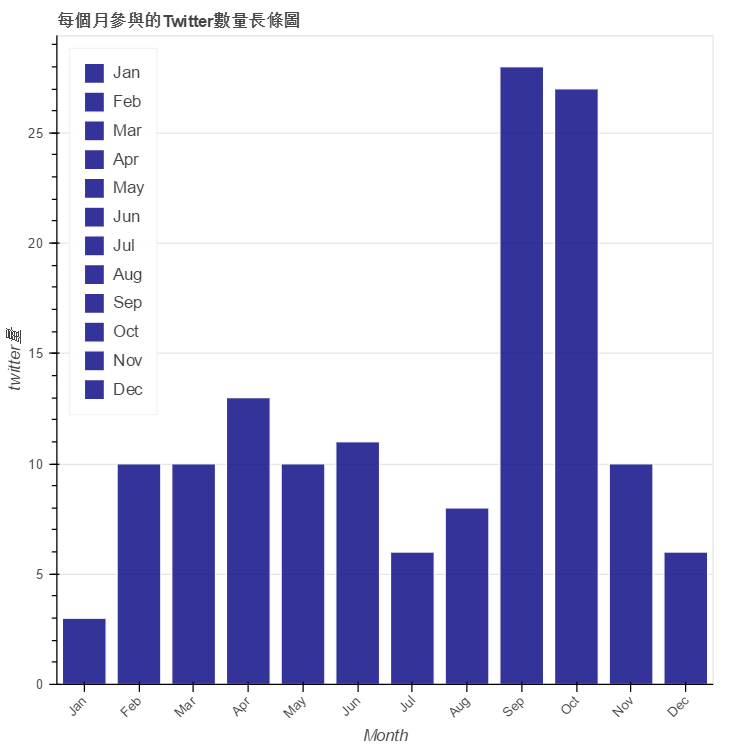 每個月參與的Twitter數量長條圖
Jan
Feb
Mar
Apr
May
Jun
Jul
Aug
Sep
Oct
Nov
Dec
twitter量
25
20
15
10
5
0
Jan Feb Mar Apr May Jun Jul Aug Sep Oct Nov Dec
Month